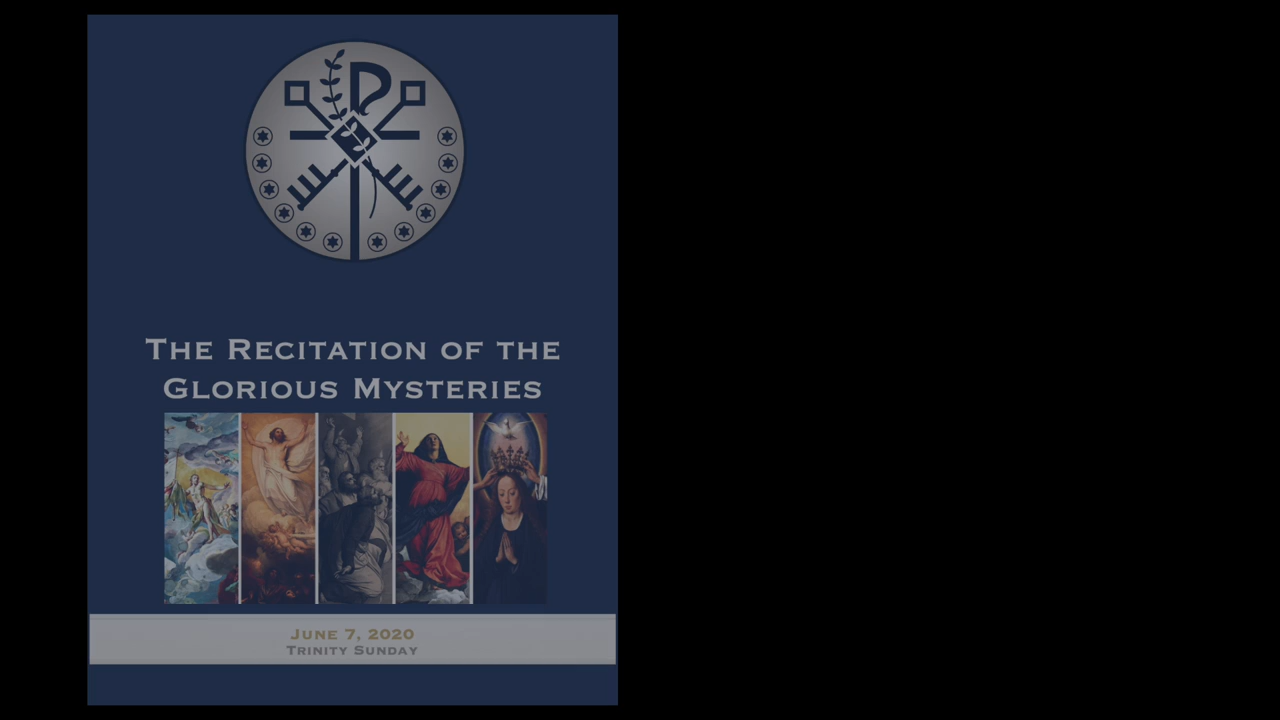 The Recitation of the
Glorious Mysteries
June 7, 2020
Trinity Sunday